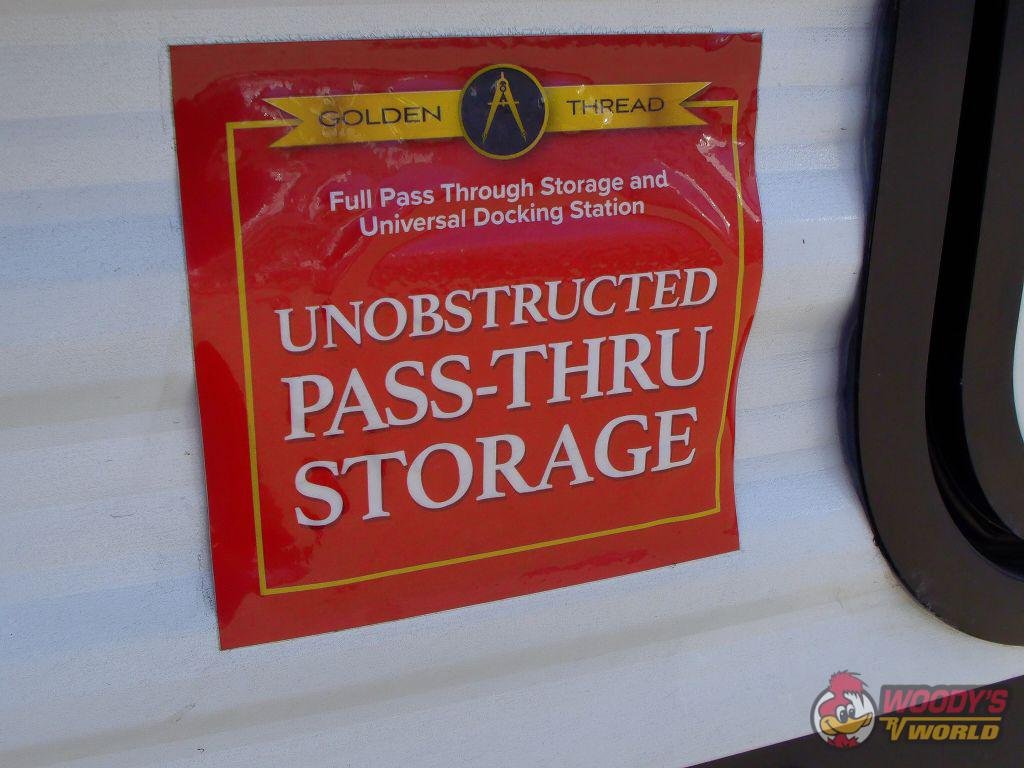 GOLDEN THREAD
Full Pass Through Storage and
Universal Docking Station
UNOBSTRUCTED
PASS-THRU
STORAGE
WOODY'S
RV WORLD